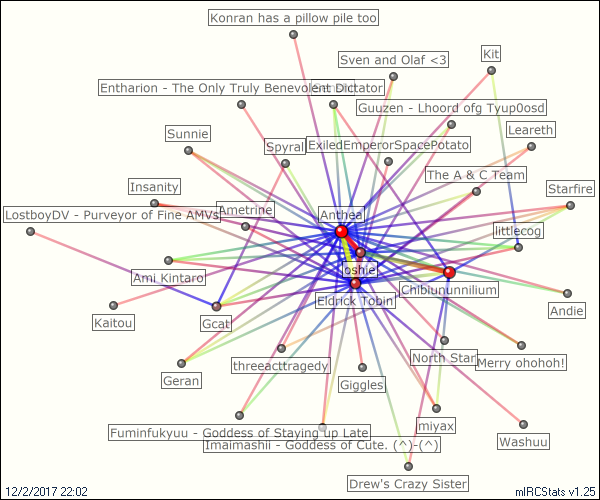 Konran has a pillow pile too
Sven and Olaf <3
Kit
Entharion - The Only Truly Benevolent Dictator
Guuzen - Lhoord ofg Tyup0osd
Sunnie
Leareth
Spyral
ExiledEmperorSpacePotato
The A & C Team
Insanity
Starfire
LostboyDV - Purveyor of Fine AMVs
Ametrine
Anthea
littlecog
Joshie
Ami Kintaro
Chibiununnilium
Eldrick Tobin
Kaitou
Gcat
Andie
North Star
Merry ohohoh!
threeacttragedy
Geran
Giggles
miyax
Fuminfukyuu - Goddess of Staying up Late
Washuu
Imaimashii - Goddess of Cute. (^)-(^)
Drew's Crazy Sister
12/2/2017 22:02
mIRCStats v1.25